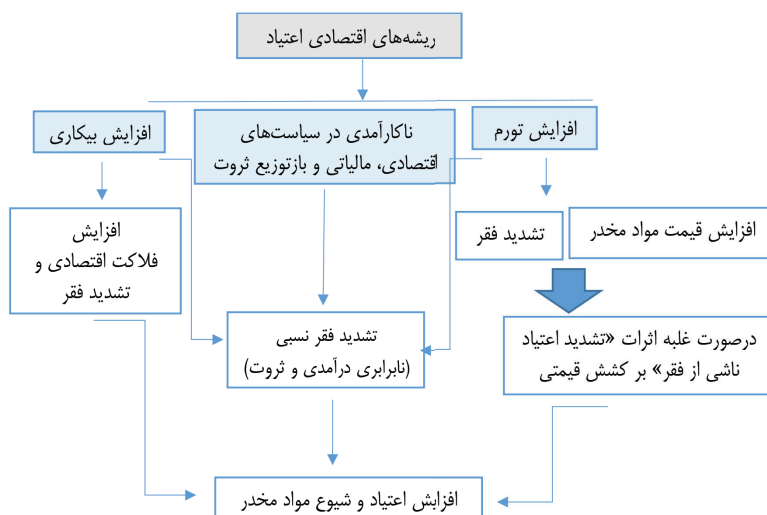 ریشه‌های اقتصادی اعتیاد
افزایش تورم
ناکارآمدی در سیاست‌های
اقتصادی، مالیاتی و بازتوزیع ثروت
افزایش بیکاری
افزایش قیمت مواد مخدر
تشدید فقر
افزایش
فلاکت اقتصادی و
تشدید فقر
درصورت غلبه اثرات «تشدید اعتیاد
ناشی از فقر» بر کشش قیمتی
تشدید فقر نسبی
(نابرابری درآمدی و ثروت)
افزابش اعتیاد و شیوع مواد مخدر